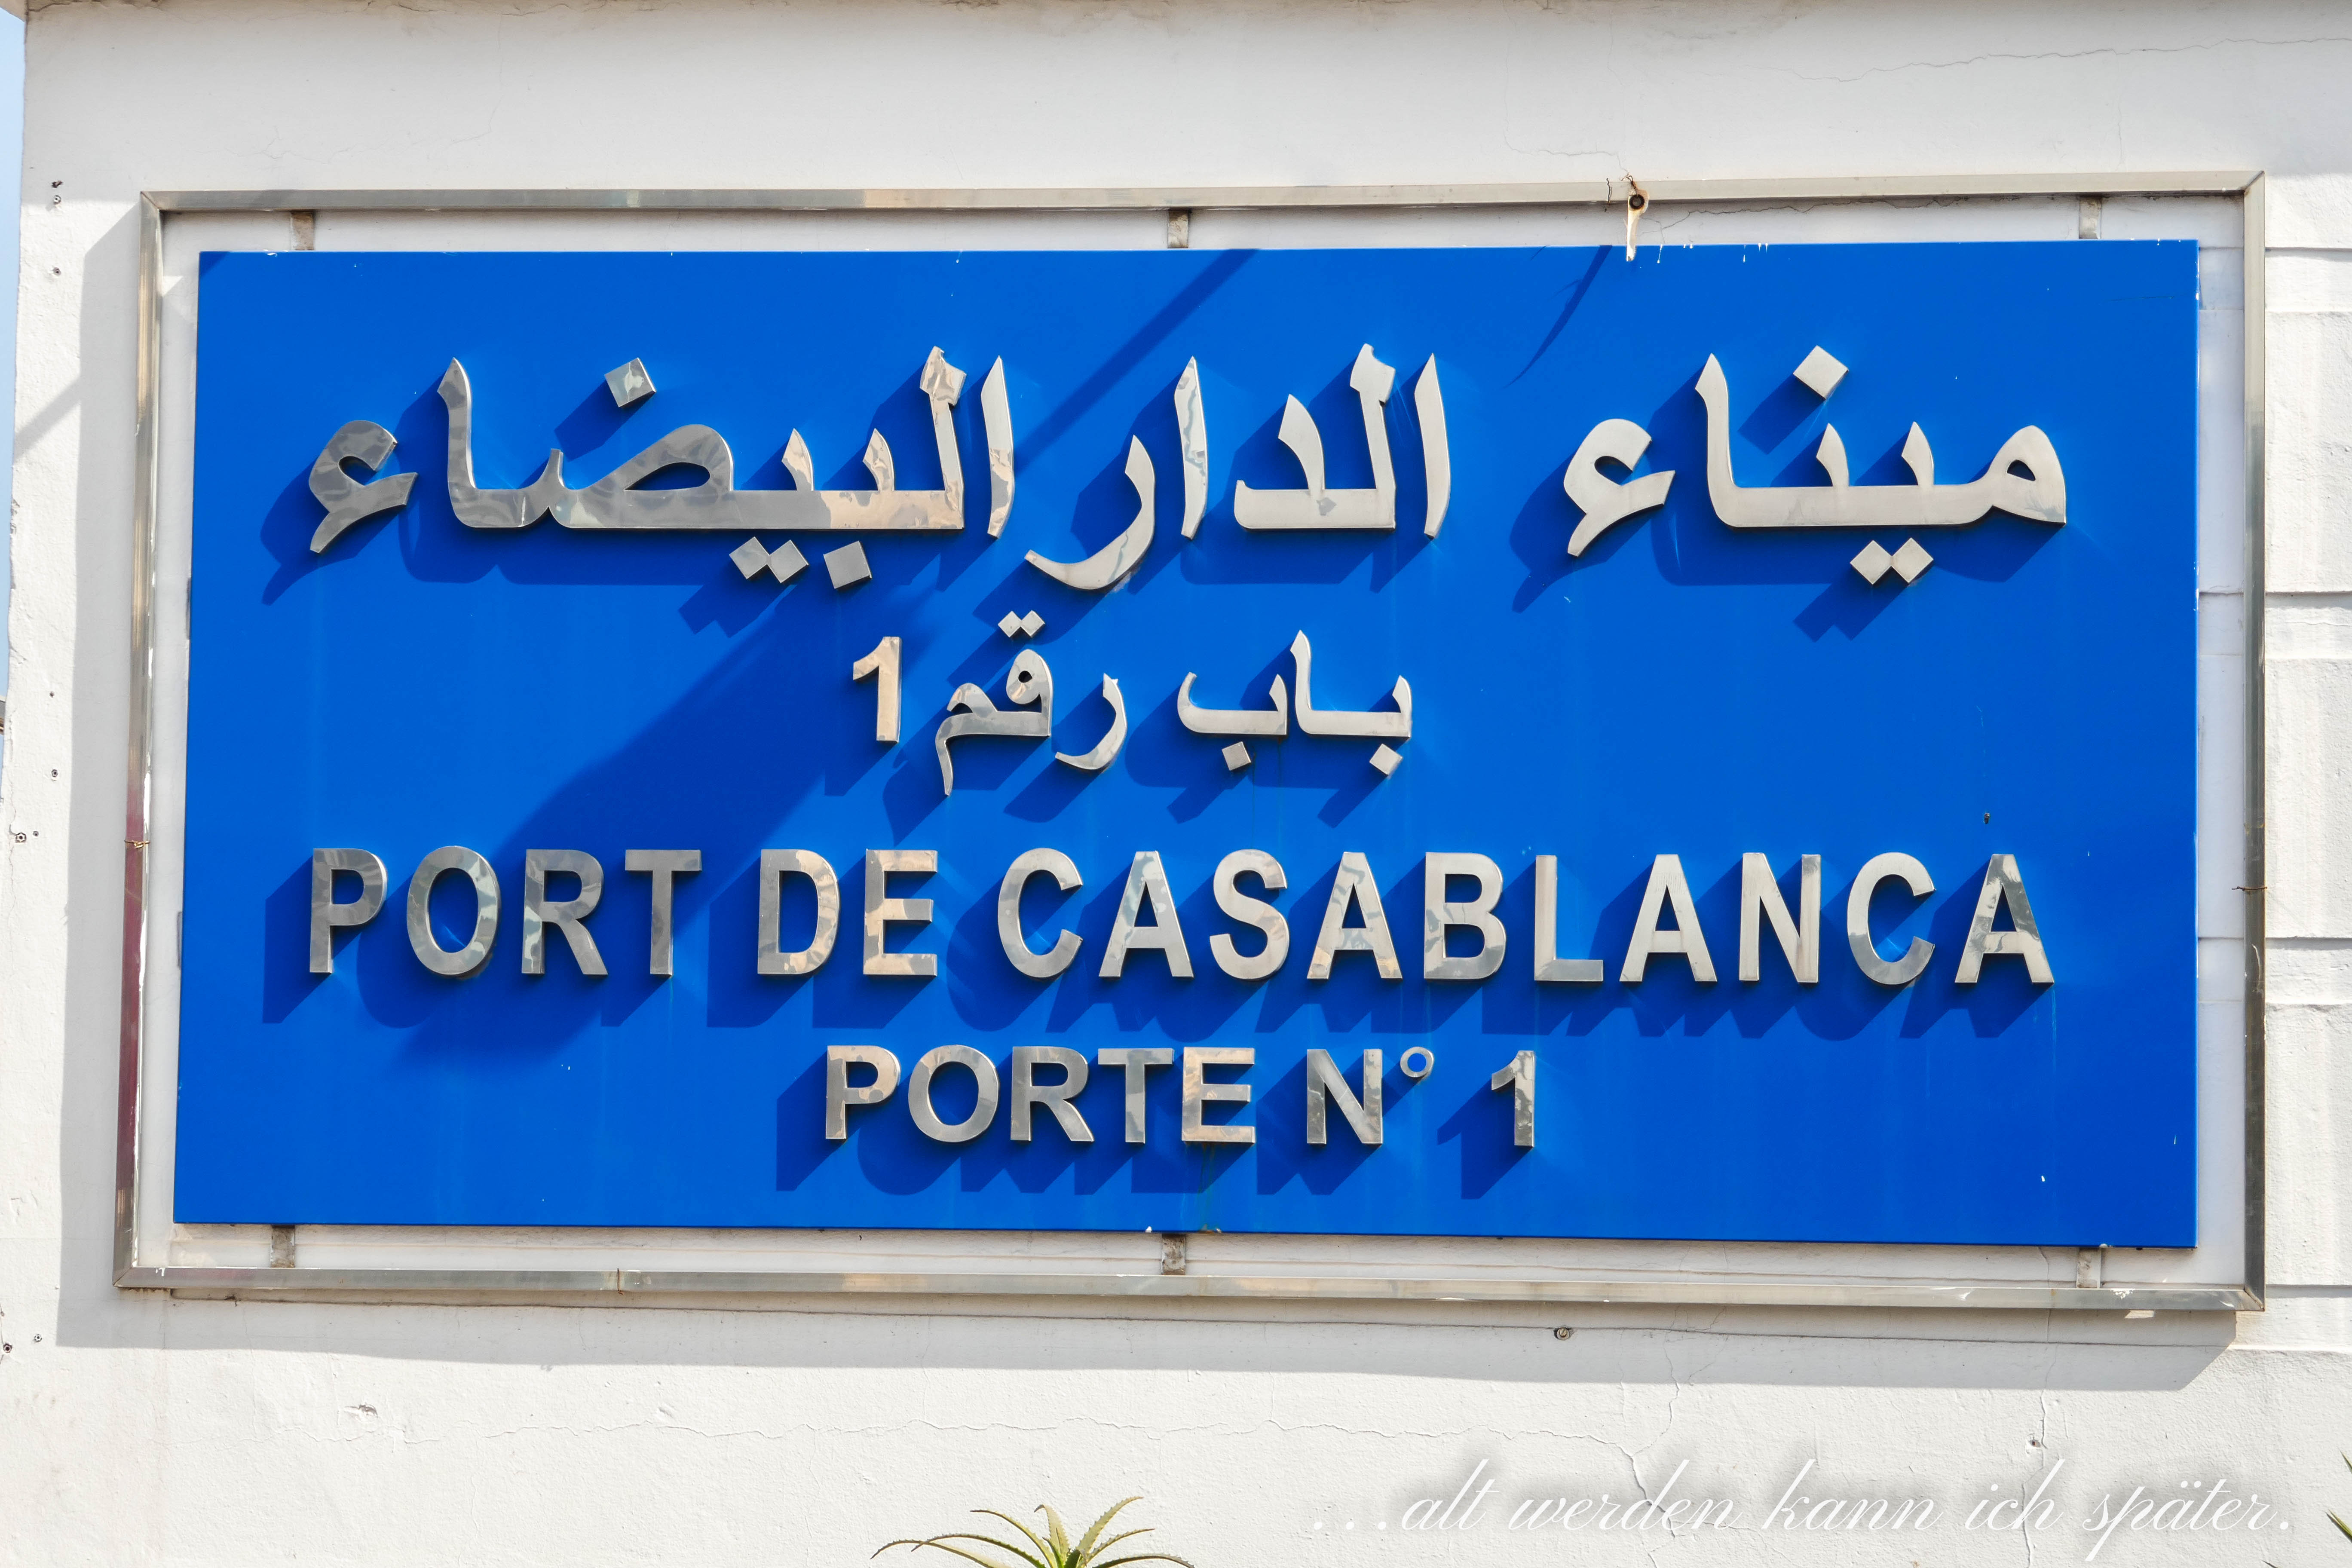 ميناء الدار البيضاء
باب رقم 1
PORT DE CASABLANCA
PORTE N° 1
...alt werden kann ich später.